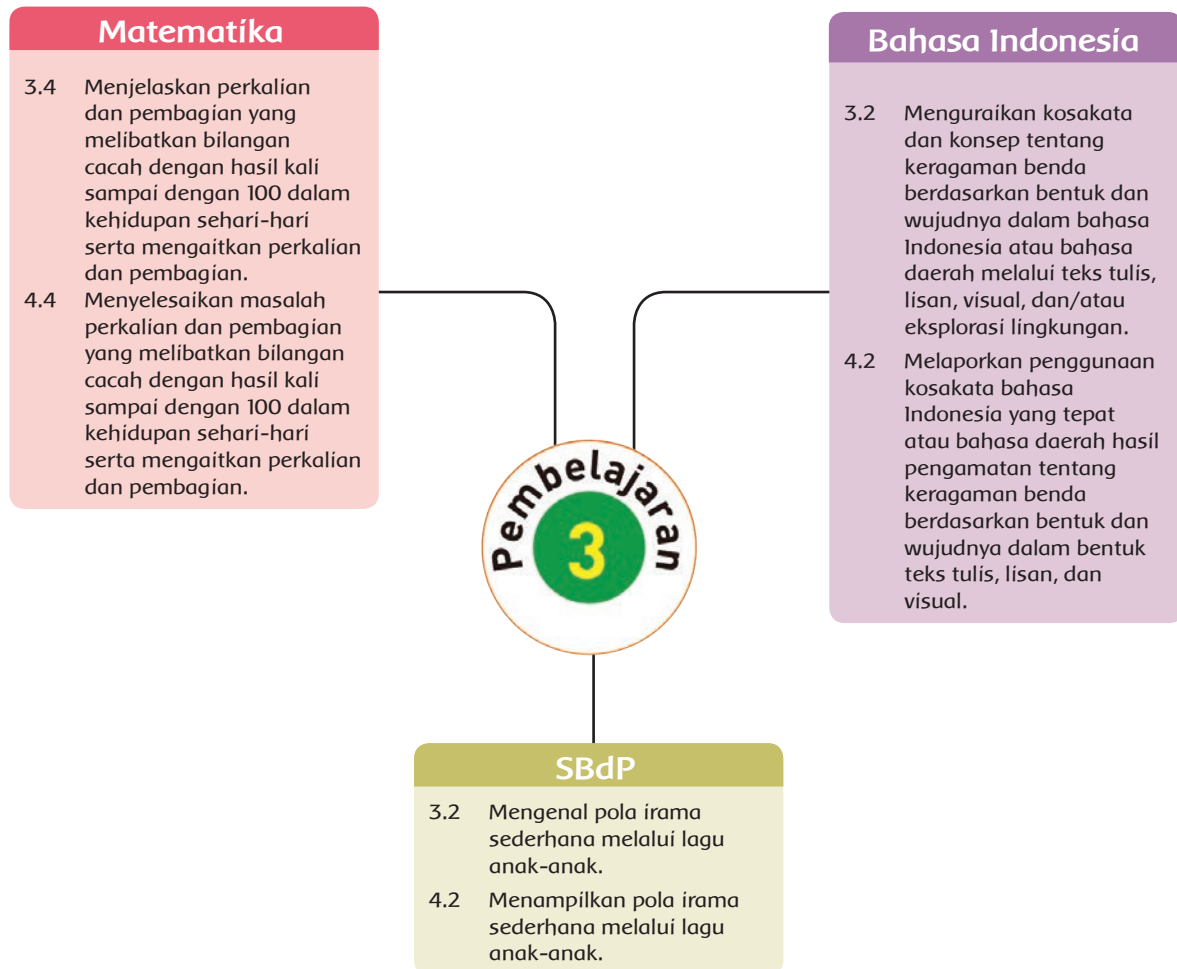 Matematika
3.4 Menjelaskan perkalian
dan pembagian yang
melibatkan bilangan
cacah dengan hasil kali
sampai dengan 100 dalam
kehidupan sehari-hari
serta mengaitkan perkalian
dan pembagian.
4.4 Menyelesaikan masalah
perkalian dan pembagian
yang melibatkan bilangan
cacah dengan hasil kali
sampai dengan 100 dalam
kehidupan sehari-hari
serta mengaitkan perkalian
dan pembagian.
Bahasa Indonesia
3.2 Menguraikan kosakata
dan konsep tentang
keragaman benda
berdasarkan bentuk dan
wujudnya dalam bahasa
Indonesia atau bahasa
daerah melalui teks tulis,
lisan, visual, dan/atau
eksplorasi lingkungan.
4.2 Melaporkan penggunaan
kosakata bahasa
Indonesia yang tepat
atau bahasa daerah hasil
pengamatan tentang
keragaman benda
berdasarkan bentuk dan
wujudnya dalam bentuk
teks tulis, lisan, dan
visual.
Pembelajaran
3
SBdP
3.2 Mengenal pola irama
sederhana melalui lagu
anak-anak.
4.2 Menampilkan pola irama
sederhana melalui lagu
anak-anak.